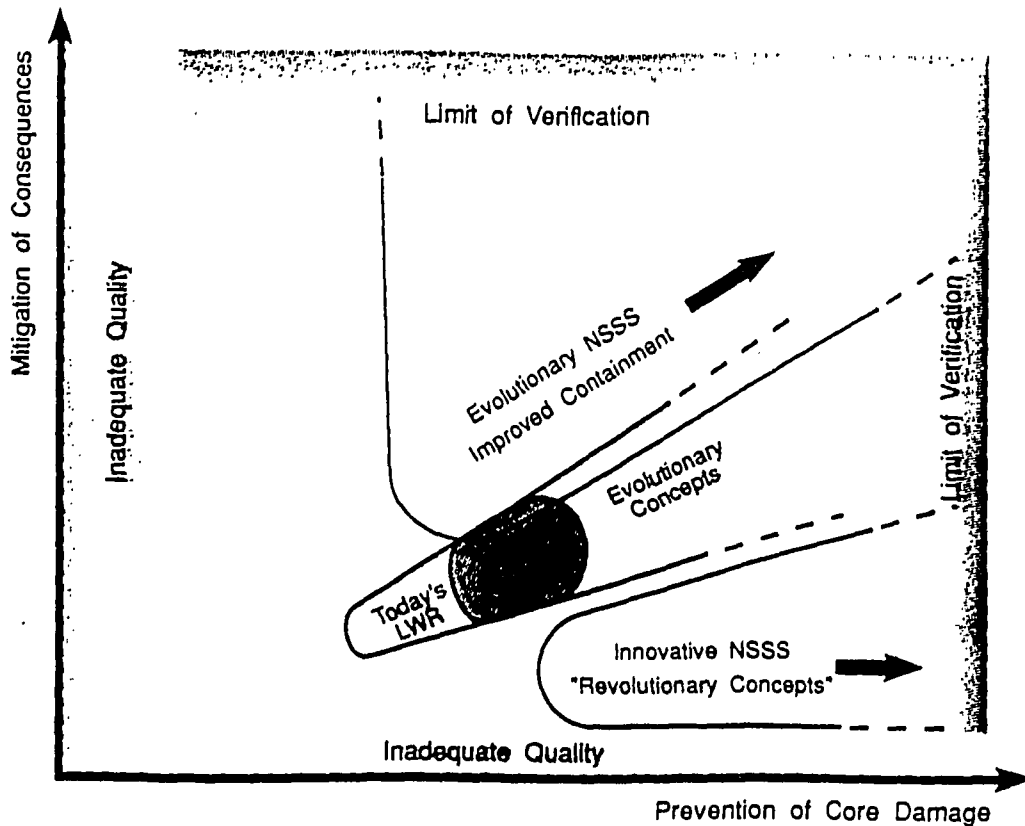 Mitigation of Consequences
Limit of Verification
Inadequate Quality
Evolutionary NSSS
Improved Containment
Limit of Verification
Evolutionary
Concepts
Today's
LWR
Innovative NSSS
"Revolutionary Concepts"
Inadequate Quality
Prevention of Core Damage